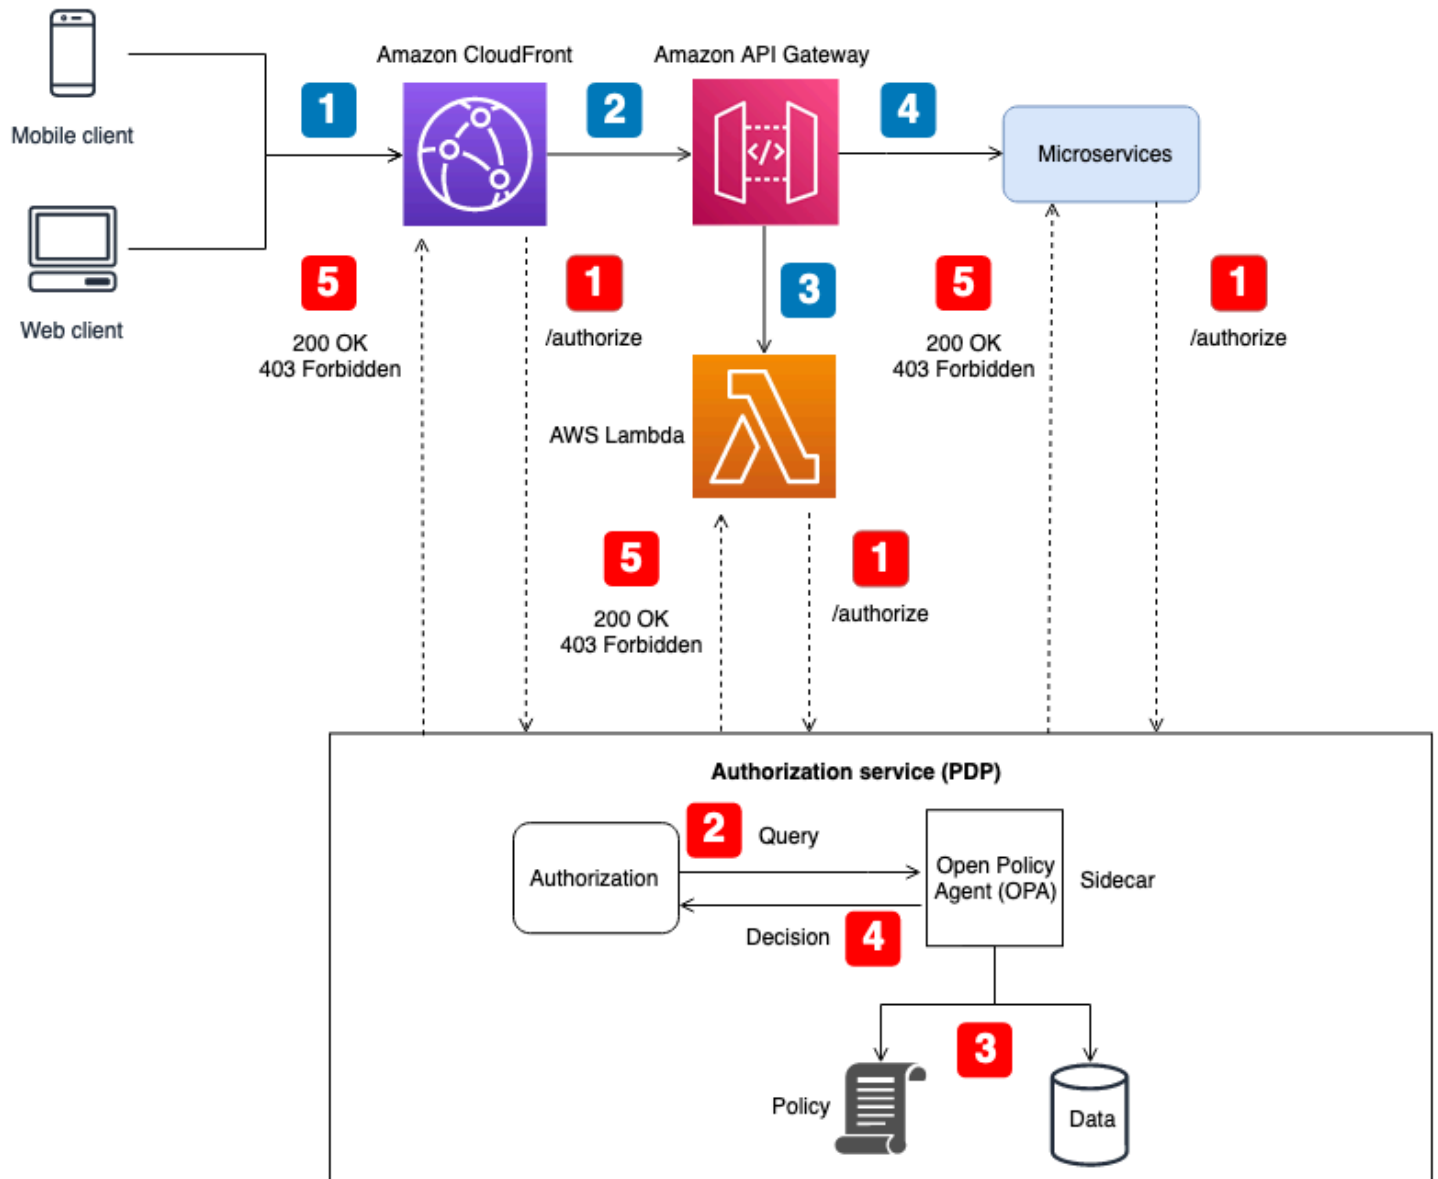 Amazon CloudFront
Amazon API Gateway
1
2
4
Mobile client
Microservices
</>
5
1
3
5
1
Web client
200 OK
403 Forbidden
/authorize
200 OK
403 Forbidden
/authorize
AWS Lambda
5
1
200 OK
403 Forbidden
/authorize
Authorization service (PDP)
2
Query
Authorization
Open Policy
Agent (OPA)
Sidecar
Decision
4
3
Policy
Data